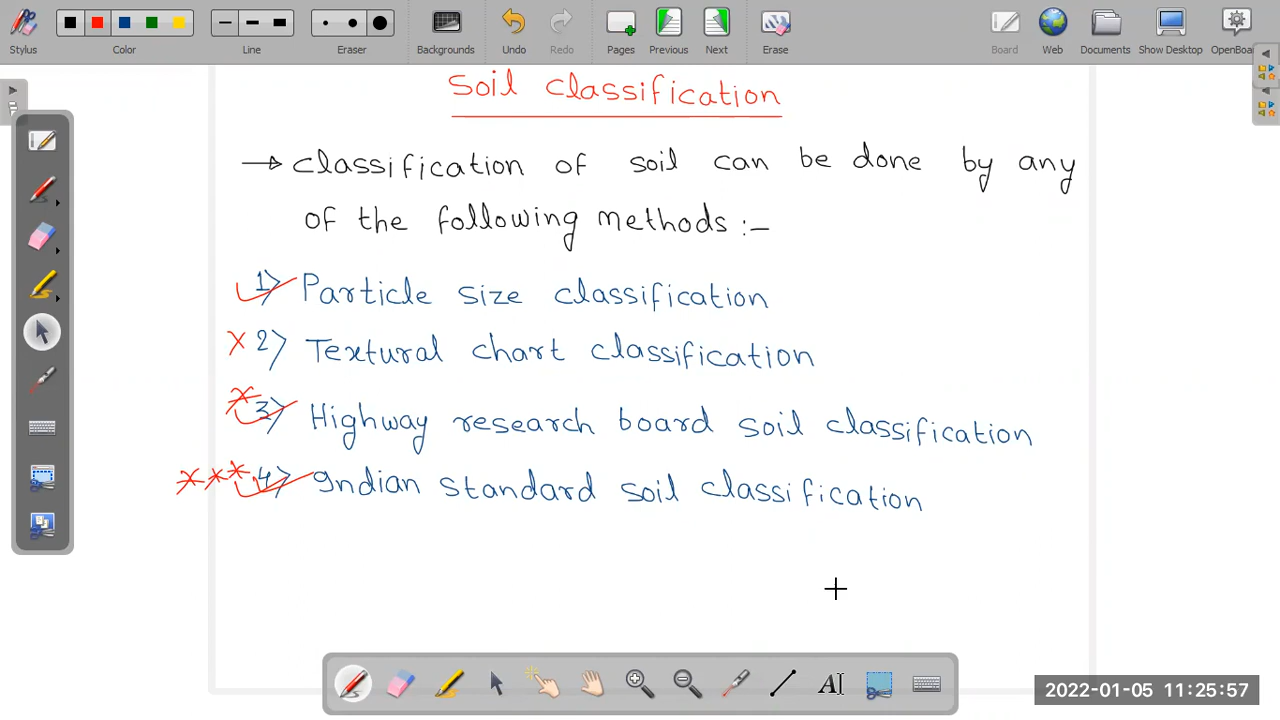 Stylus
Color
Line
Eraser
Backgrounds
Undo
Redo
Pages
Previous
Next
Erase
Board
Web
Documents
Show Desktop
OpenBoa
Soil classification
→ classification of soil can be done by any
of the following methods :-
1) Particle size classification
2) Textural chart classification
3) Highway research board soil classification
4) Indian standard soil classification
2022-01-05 11:25:57